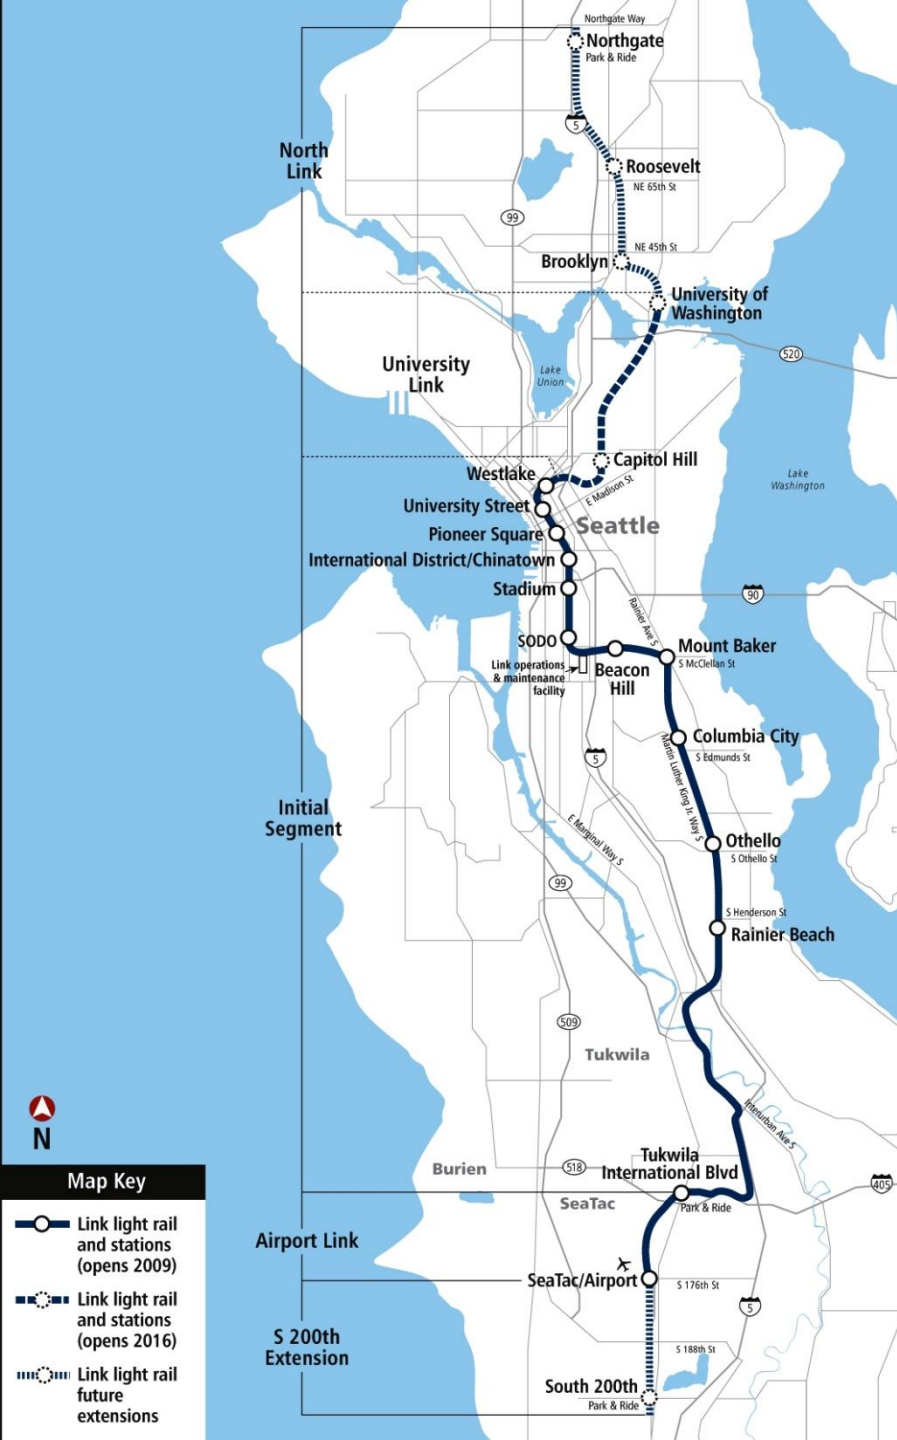 Northgate Way
Northgate
Park & Ride
5
North
Link
Roosevelt
NE 65th St
99
NE 45th St
Brooklyn
University of
Washington
520
University
Link
Lake
Union
Capitol Hill
Westlake
E Madison St
Lake
Washington
University Street
Seattle
Pioneer Square
International District/Chinatown
Stadium
90
Rainier Ave S
SODO
Mount Baker
S McClellan St
Link operations
& maintenance
facility
Beacon
Hill
Columbia City
S Edmunds St
Martin Luther King Jr. Way S
5
Initial
Segment
E Marginal Way S
Othello
S Othello St
99
S Henderson St
Rainier Beach
509
Tukwila
Interurban Ave S
N
Tukwila
International Blvd
Park & Ride
Burien
518
405
SeaTac
Airport Link
SeaTac/Airport
S 176th St
5
S 200th
Extension
S 188th St
South 200th
Park & Ride
Map Key
Link light rail
and stations
(opens 2009)
Link light rail
and stations
(opens 2016)
Link light rail
future
extensions